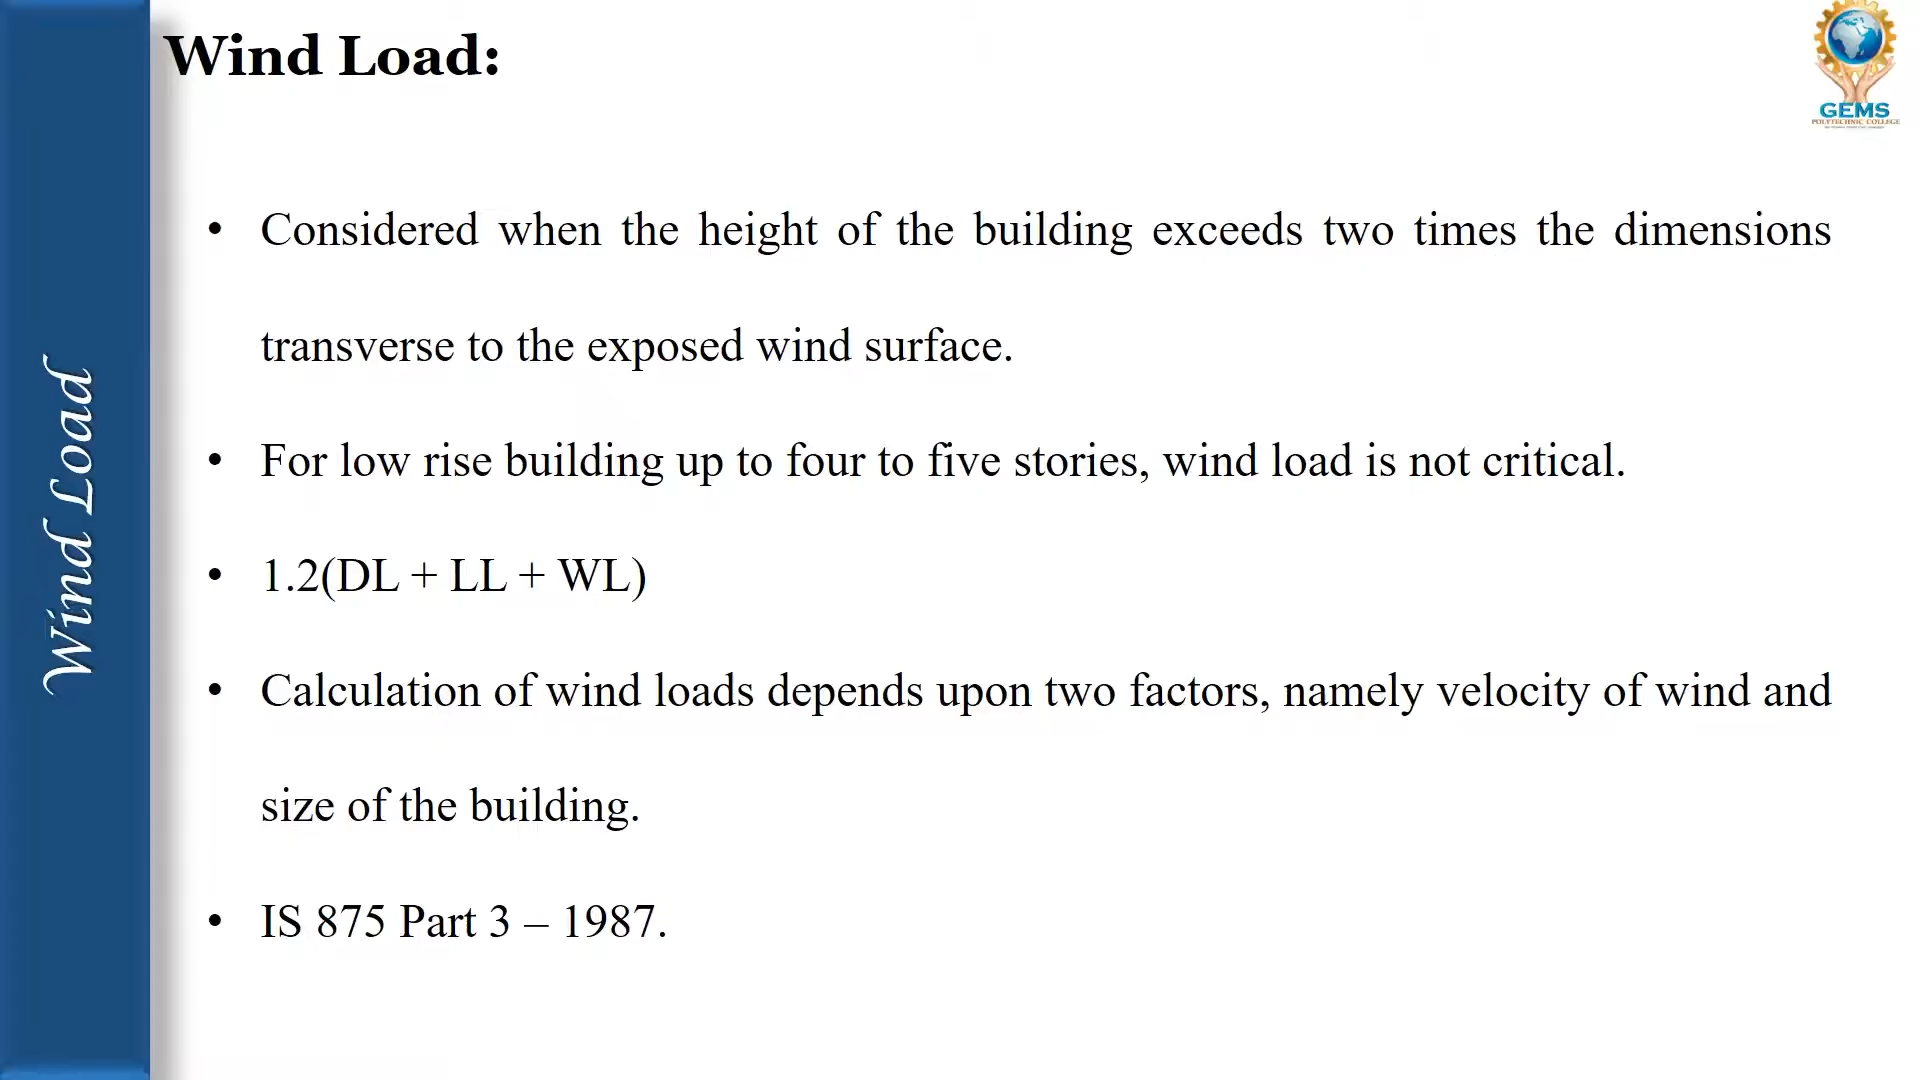 Wind Load:
GEMS
POLYTECHNIC COLLEGE
Wind Load
• Considered when the height of the building exceeds two times the dimensions
transverse to the exposed wind surface.
• For low rise building up to four to five stories, wind load is not critical.
• 1.2(DL + LL + WL)
• Calculation of wind loads depends upon two factors, namely velocity of wind and
size of the building.
• IS 875 Part 3 – 1987.